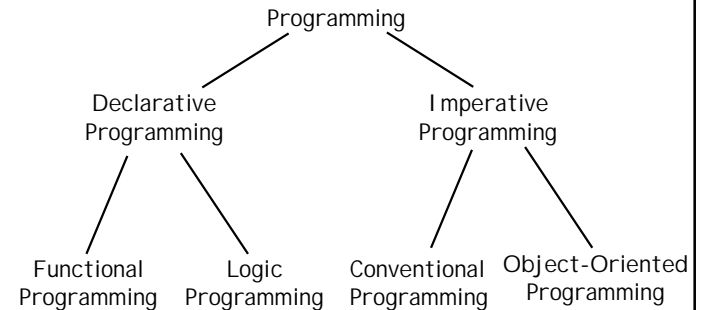 Programming
Declarative
Programming
Imperative
Programming
Functional
Programming
Logic
Programming
Conventional
Programming
Object-Oriented
Programming